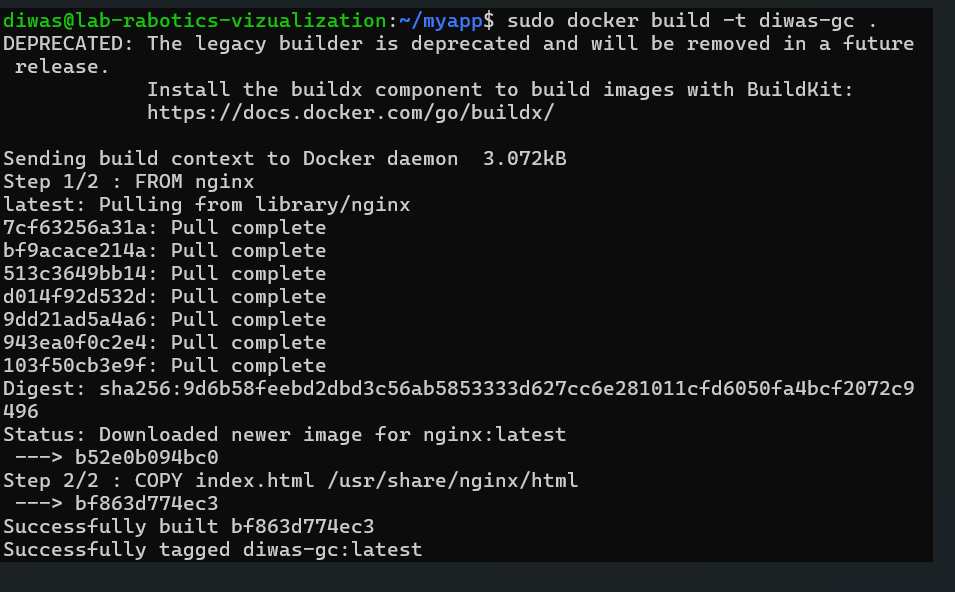 diwas@lab-rabotics-vizualization:~/myapp$ sudo docker build -t diwas-gc .
DEPRECATED: The legacy builder is deprecated and will be removed in a future
 release.
            Install the buildx component to build images with BuildKit:
            https://docs.docker.com/go/buildx/

Sending build context to Docker daemon  3.072kB
Step 1/2 : FROM nginx
latest: Pulling from library/nginx
7cf63256a31a: Pull complete
bf9acace214a: Pull complete
513c3649bb14: Pull complete
d014f92d532d: Pull complete
9dd21ad5a4a6: Pull complete
943ea0f0c2e4: Pull complete
103f50cb3e9f: Pull complete
Digest: sha256:9d6b58feebd2dbd3c56ab5853333d627cc6e281011cfd6050fa4bcf2072c9
496
Status: Downloaded newer image for nginx:latest
 ---> b52e0b094bc0
Step 2/2 : COPY index.html /usr/share/nginx/html
 ---> bf863d774ec3
Successfully built bf863d774ec3
Successfully tagged diwas-gc:latest